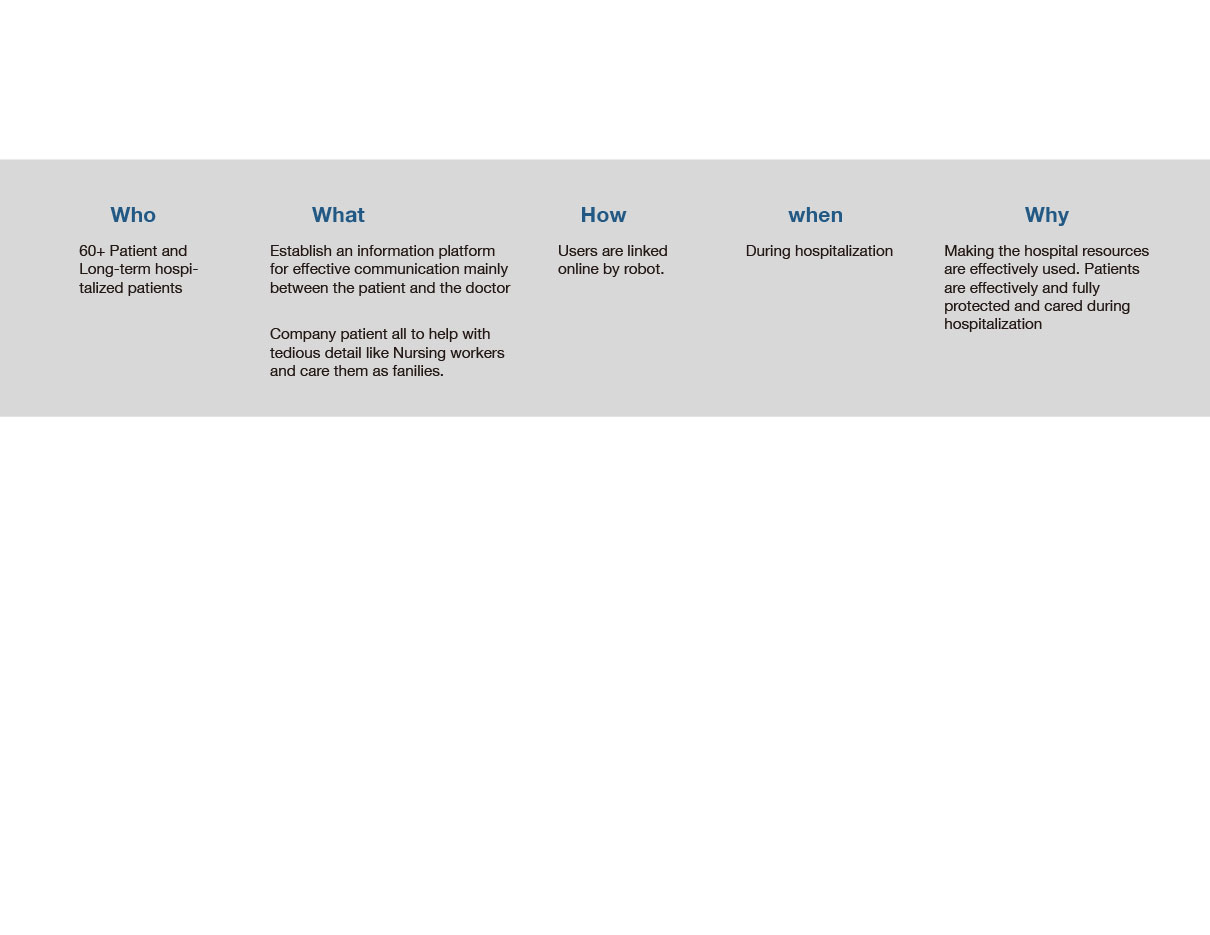 Who
60+ Patient and
Long-term hospi-
talized patients
What
Establish an information platform
for effective communication mainly
between the patient and the doctor
Company patient all to help with
tedious detail like Nursing workers
and care them as fanilies.
How
Users are linked
online by robot.
when
During hospitalization
Why
Making the hospital resources
are effectively used. Patients
are effectively and fully
protected and cared during
hospitalization